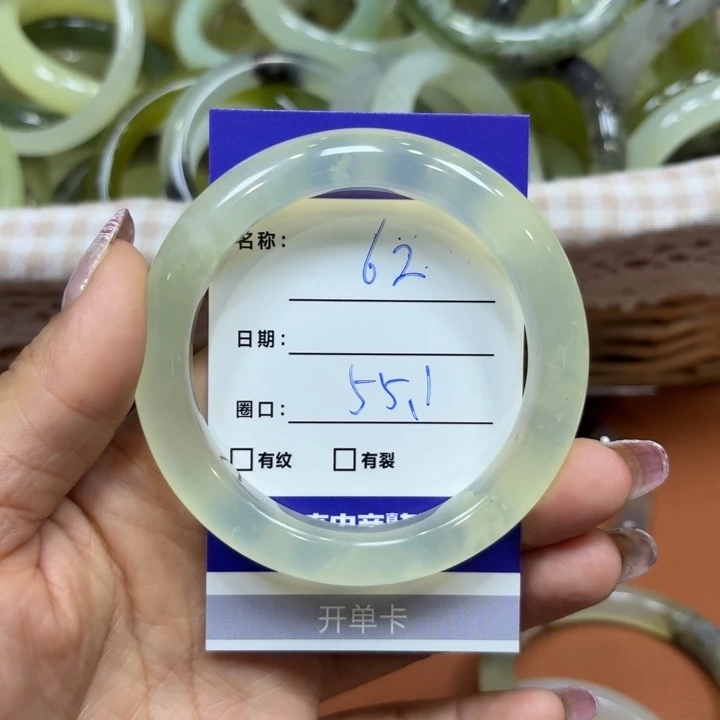 名称: 62
日期:
圈口: 55.1
□有纹 □有裂
开单卡